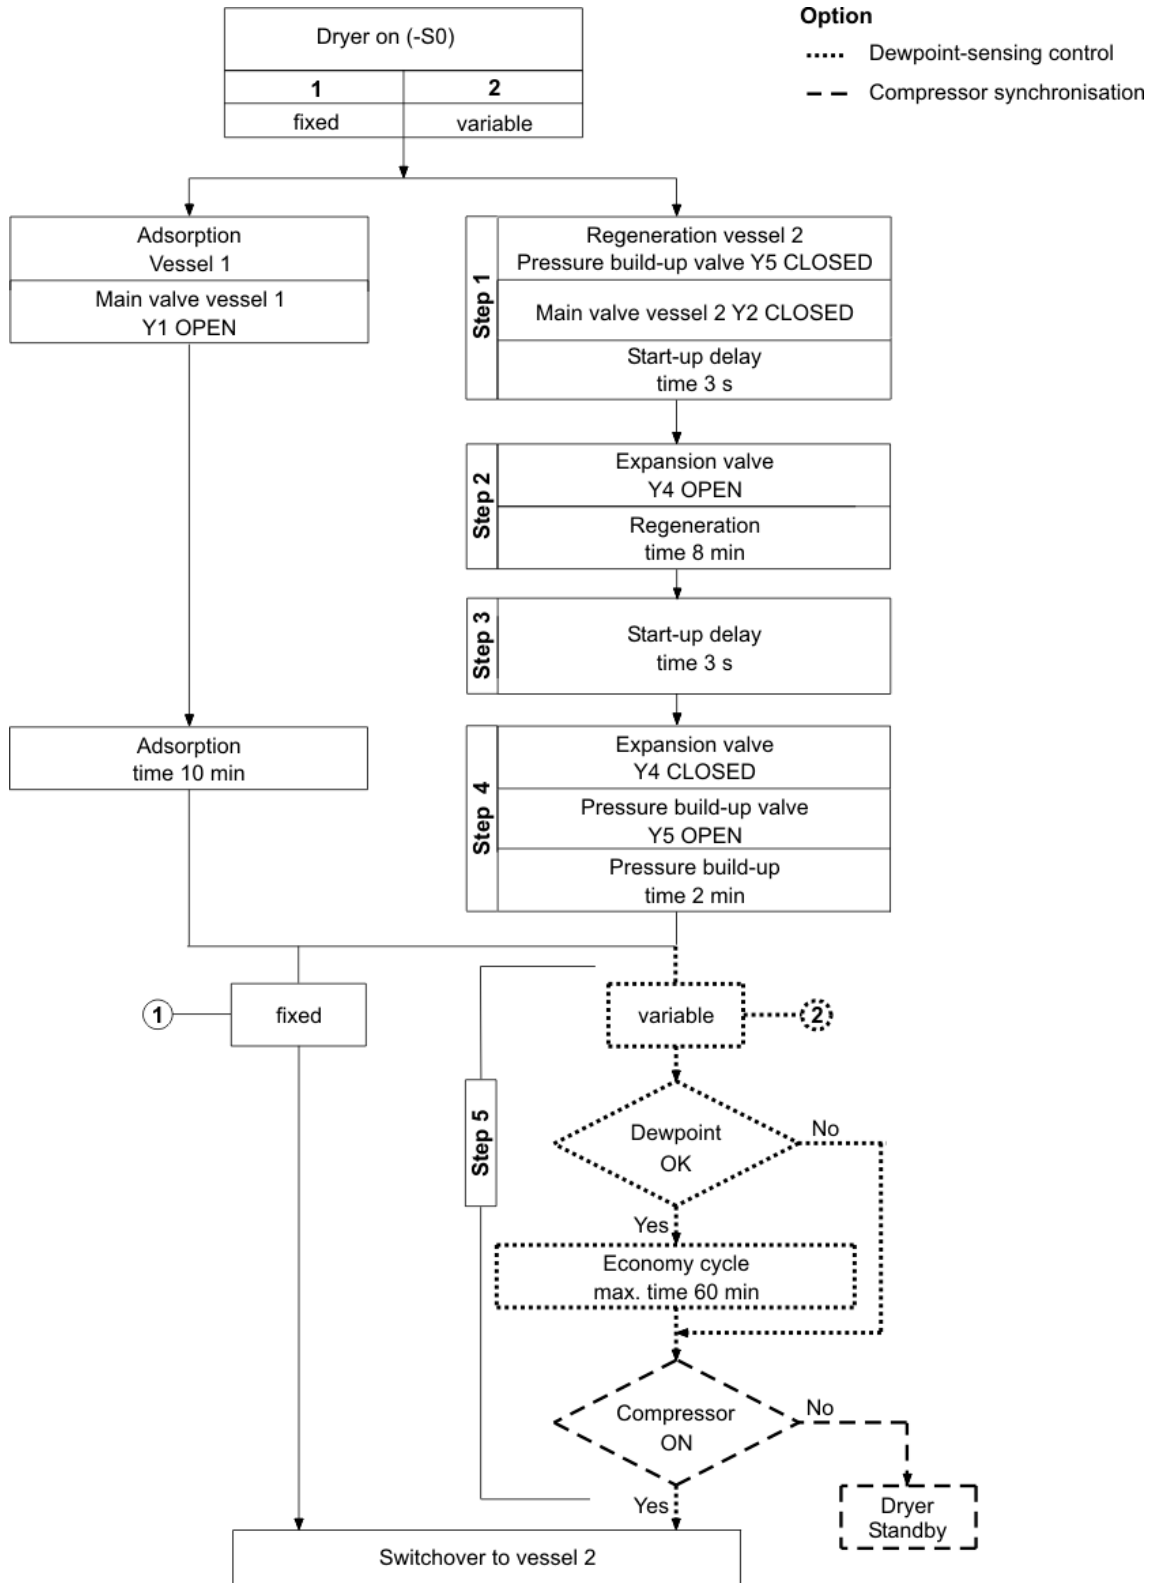 Option
Dewpoint-sensing control
Compressor synchronisation
Dryer on (-S0)
1
2
fixed
variable
Adsorption
Vessel 1
Main valve vessel 1
Y1 OPEN
Step 1
Regeneration vessel 2
Pressure build-up valve Y5 CLOSED
Main valve vessel 2 Y2 CLOSED
Start-up delay
time 3 s
Step 2
Expansion valve
Y4 OPEN
Regeneration
time 8 min
Step 3
Start-up delay
time 3 s
Adsorption
time 10 min
Step 4
Expansion valve
Y4 CLOSED
Pressure build-up valve
Y5 OPEN
Pressure build-up
time 2 min
1
fixed
variable
2
Step 5
Dewpoint
OK
No
Yes
Economy cycle
max. time 60 min
Compressor
ON
No
Yes
Dryer
Standby
Switchover to vessel 2